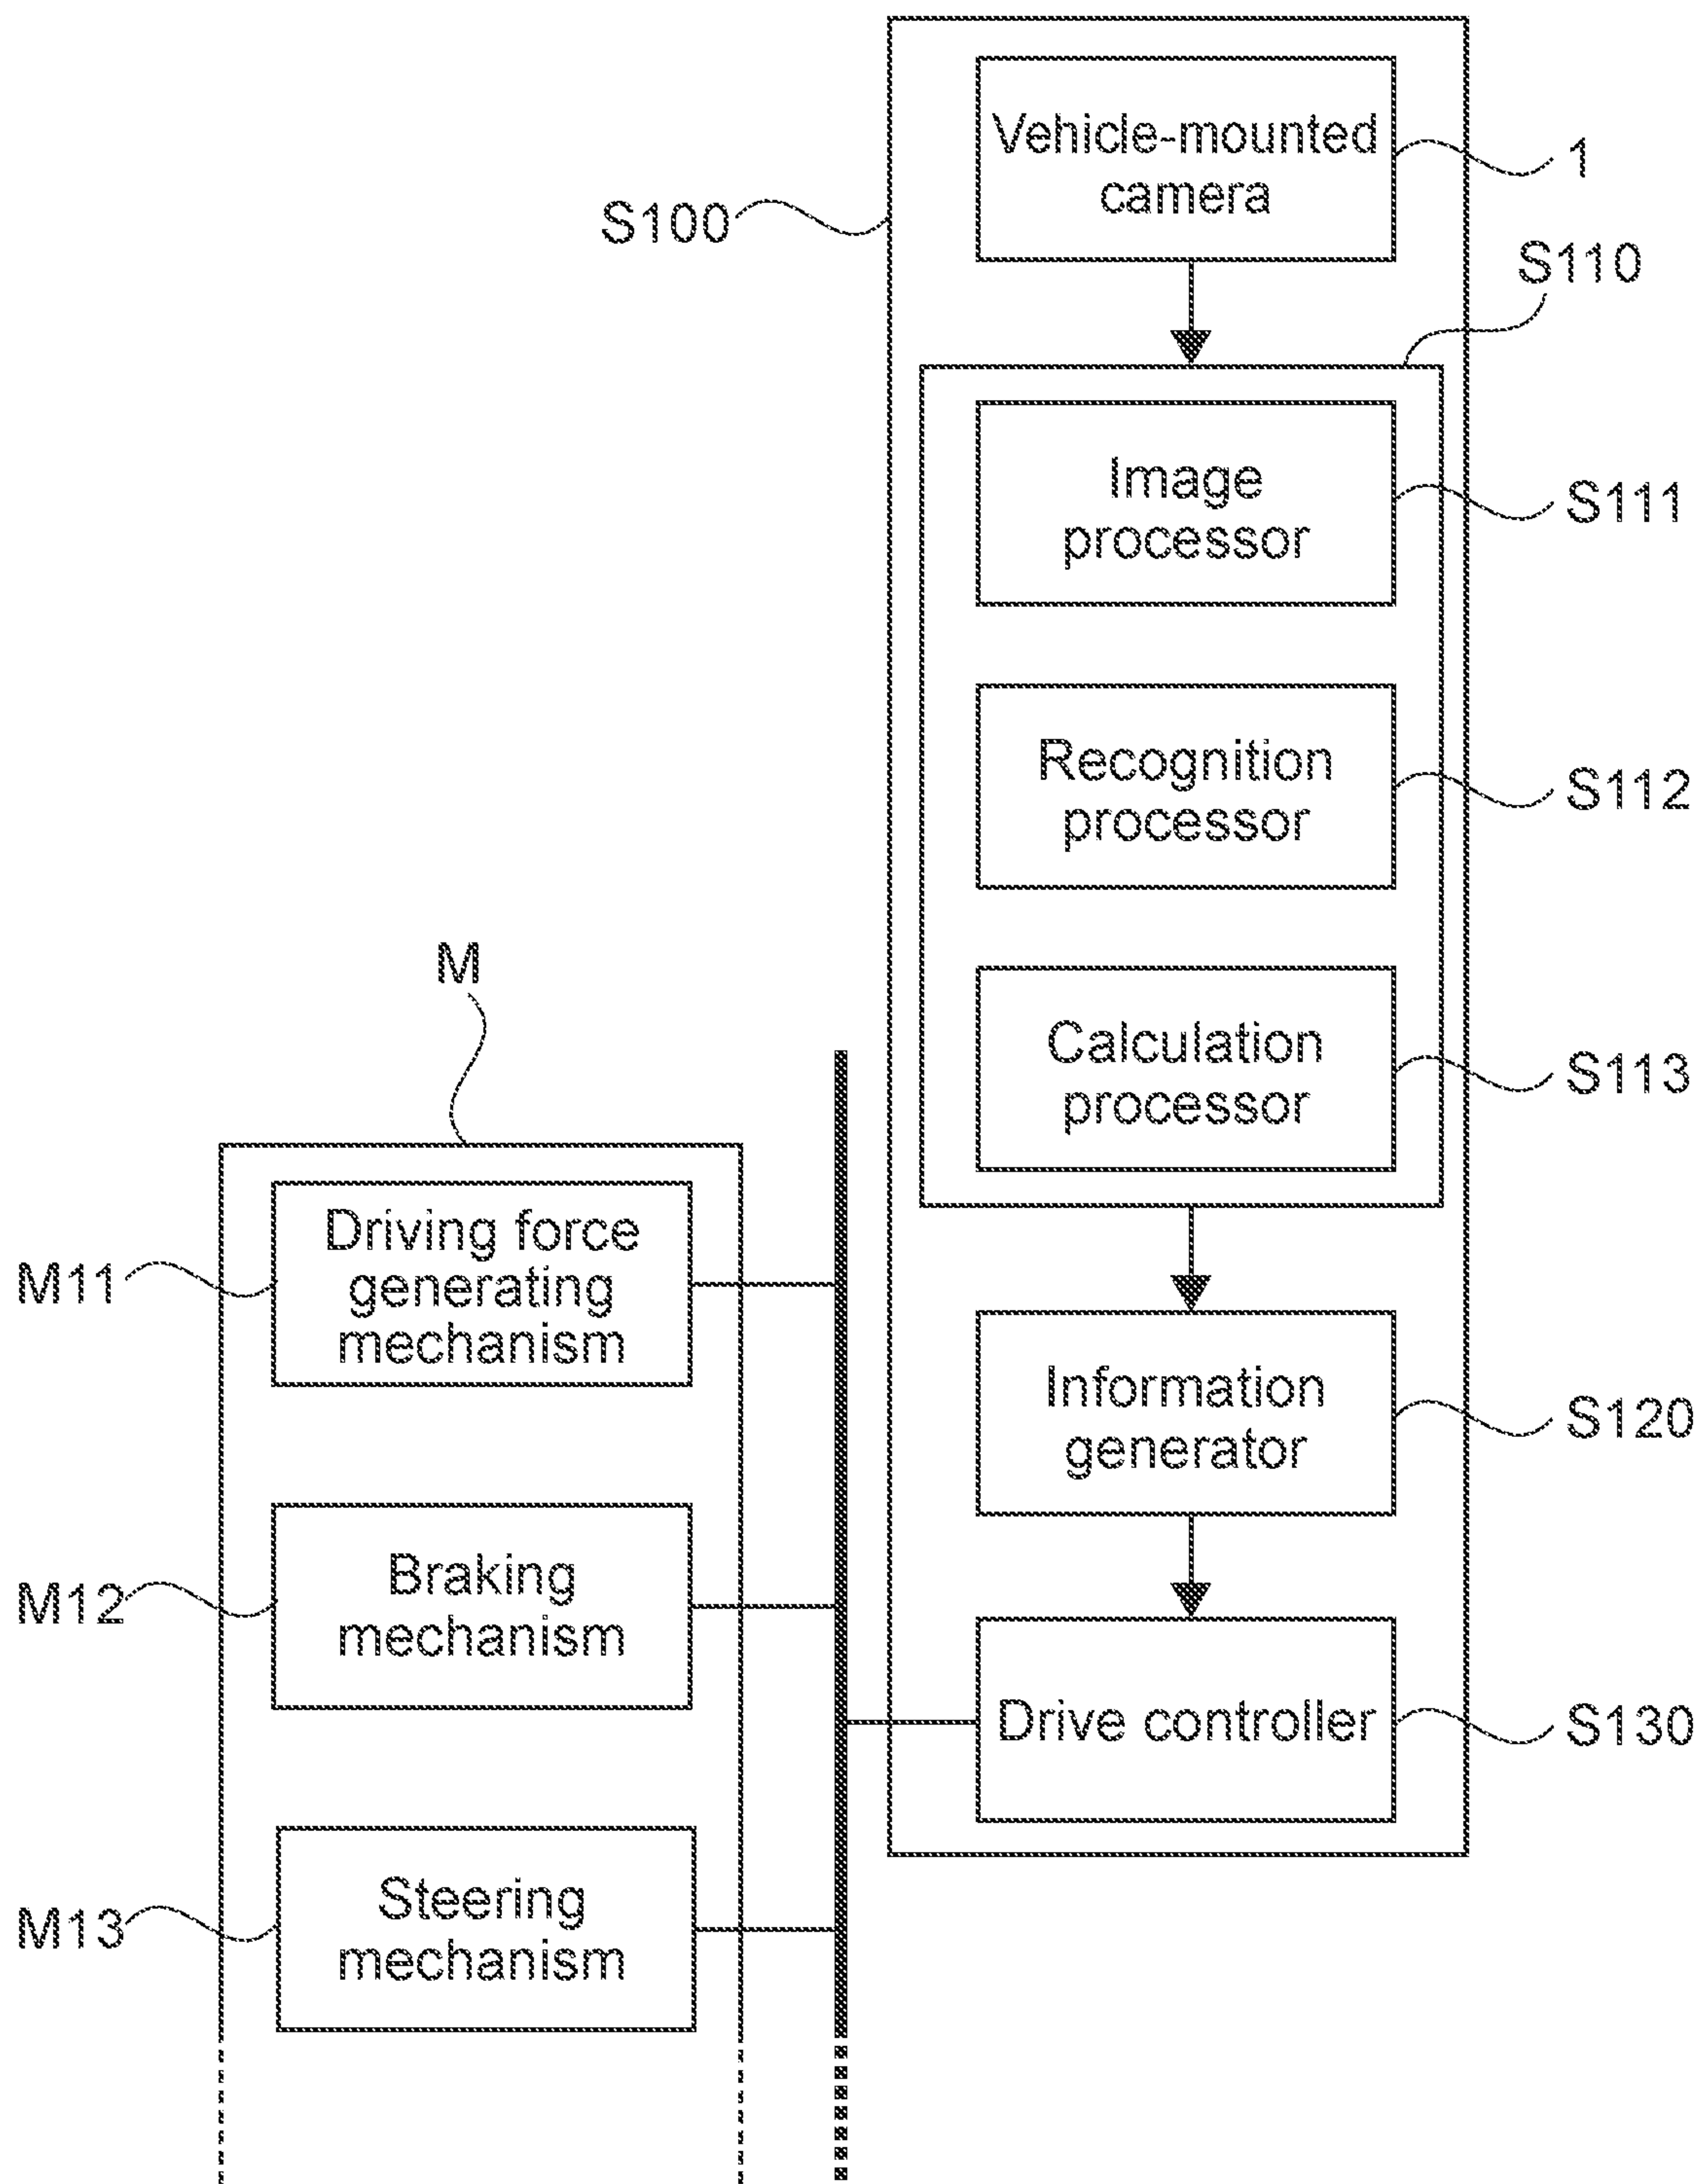 Vehicle-mounted
camera
1
S100
S110
Image
processor
S111
Recognition
processor
S112
M
Calculation
processor
S113
Driving force
generating
mechanism
M11
Information
generator
S120
Braking
mechanism
M12
Drive controller
S130
Steering
mechanism
M13